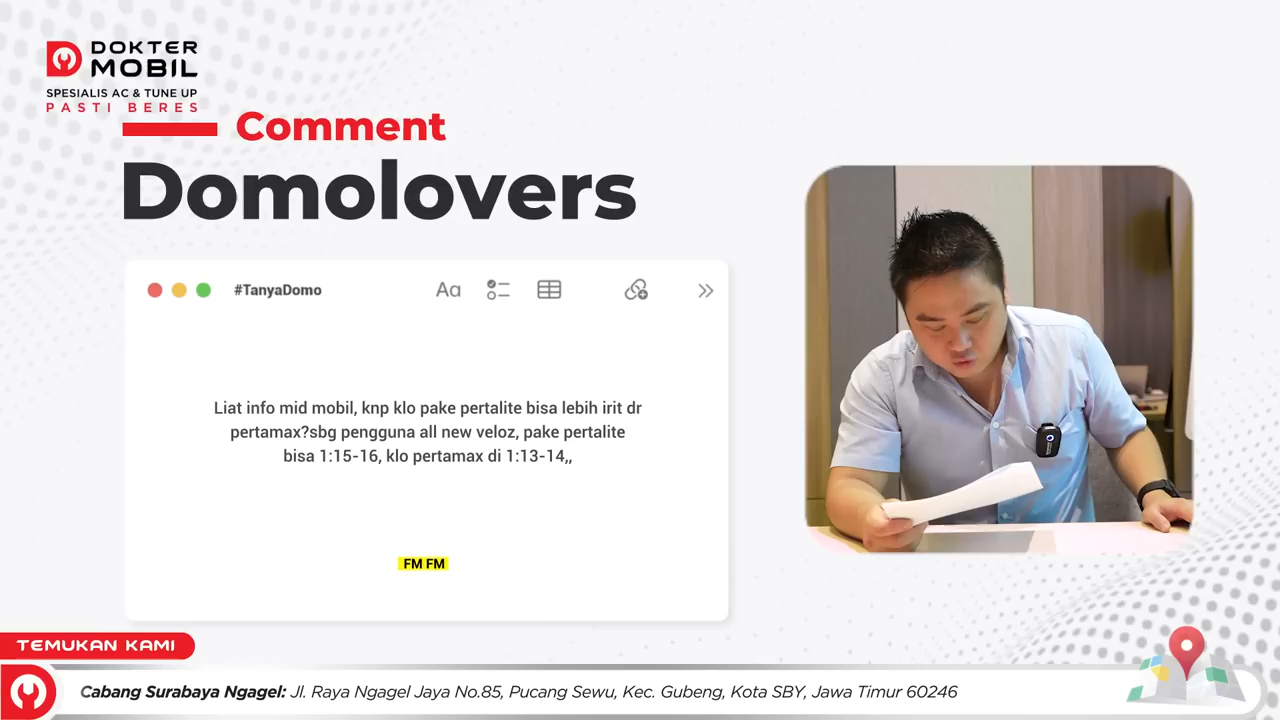 DOKTER
MOBIL
SPESIALIS AC & TUNE UP
PASTI BERES
Comment
Domolovers
#TanyaDomo
Aa
Liat info mid mobil, knp klo pake pertalite bisa lebih irit dr
pertamax?sbg pengguna all new veloz, pake pertalite
bisa 1:15-16, klo pertamax di 1:13-14,,
FM FM
TEMUKAN KAMI
Cabang Surabaya Ngagel: Jl. Raya Ngagel Jaya No.85, Pucang Sewu, Kec. Gubeng, Kota SBY, Jawa Timur 60246